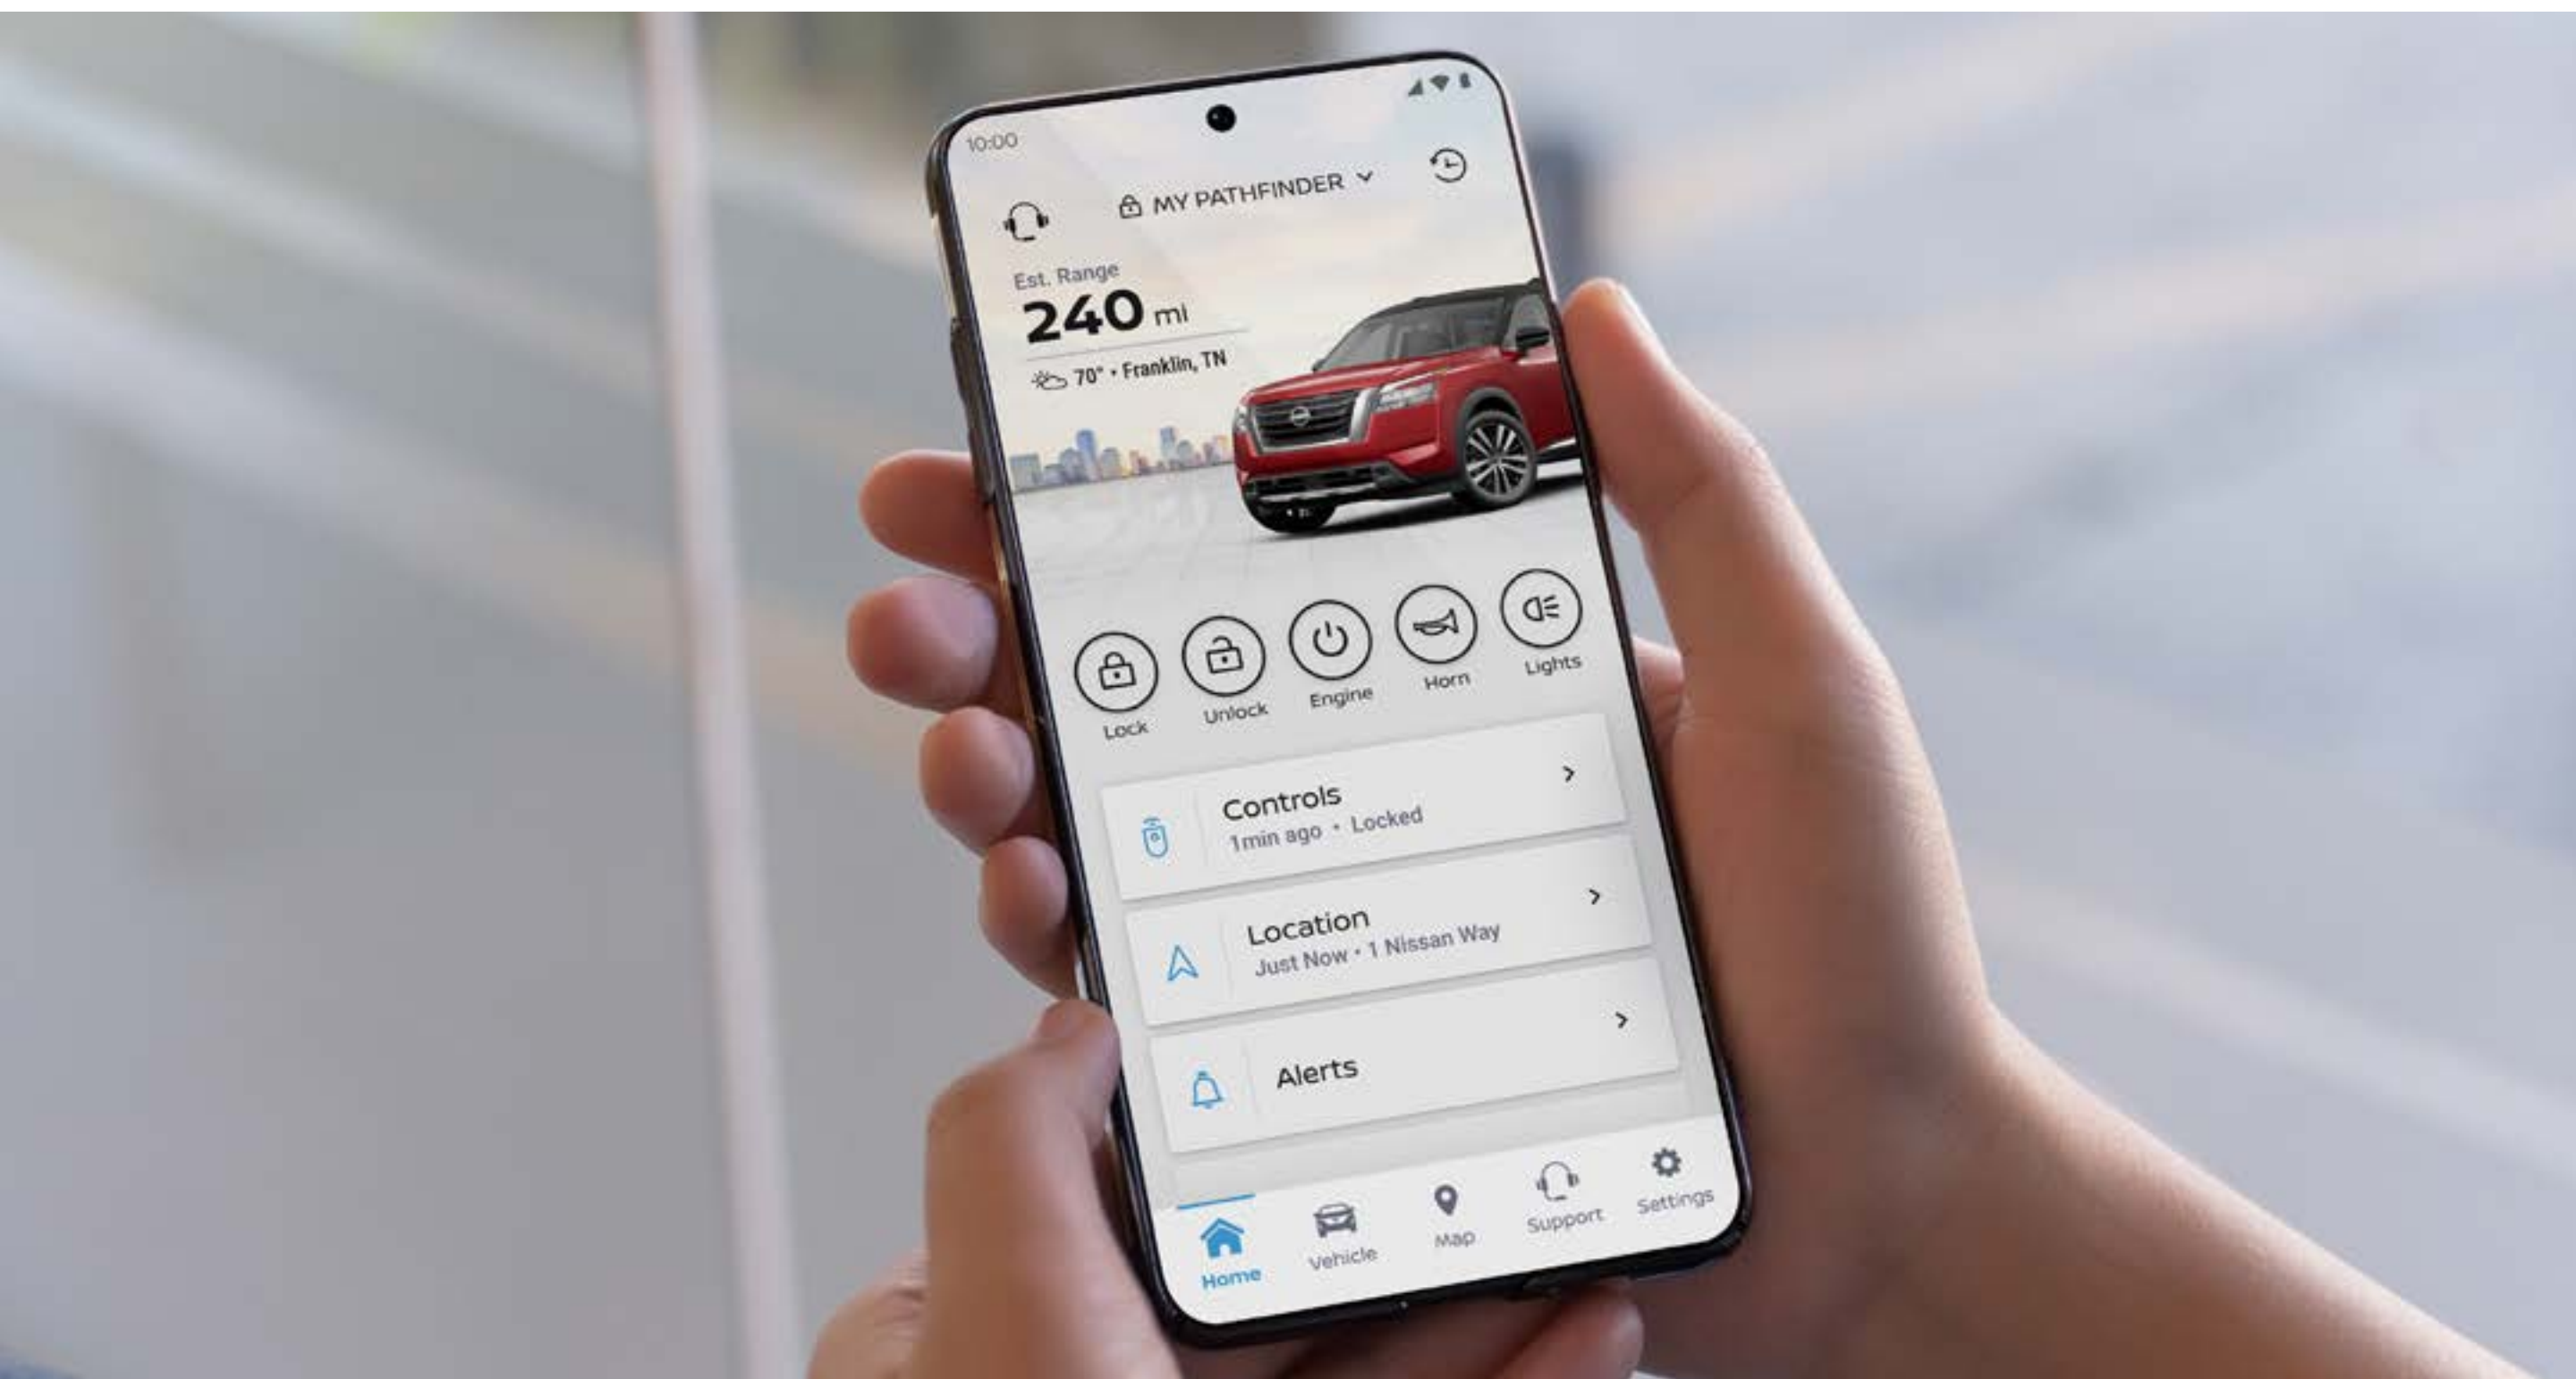 10:00
MY PATHFINDER
Est. Range
240 mi
70° • Franklin, TN
Lock
Unlock
Engine
Horn
Lights
Controls
1min ago • Locked
Location
Just Now • 1 Nissan Way
Alerts
Home
Vehicle
Map
Support
Settings